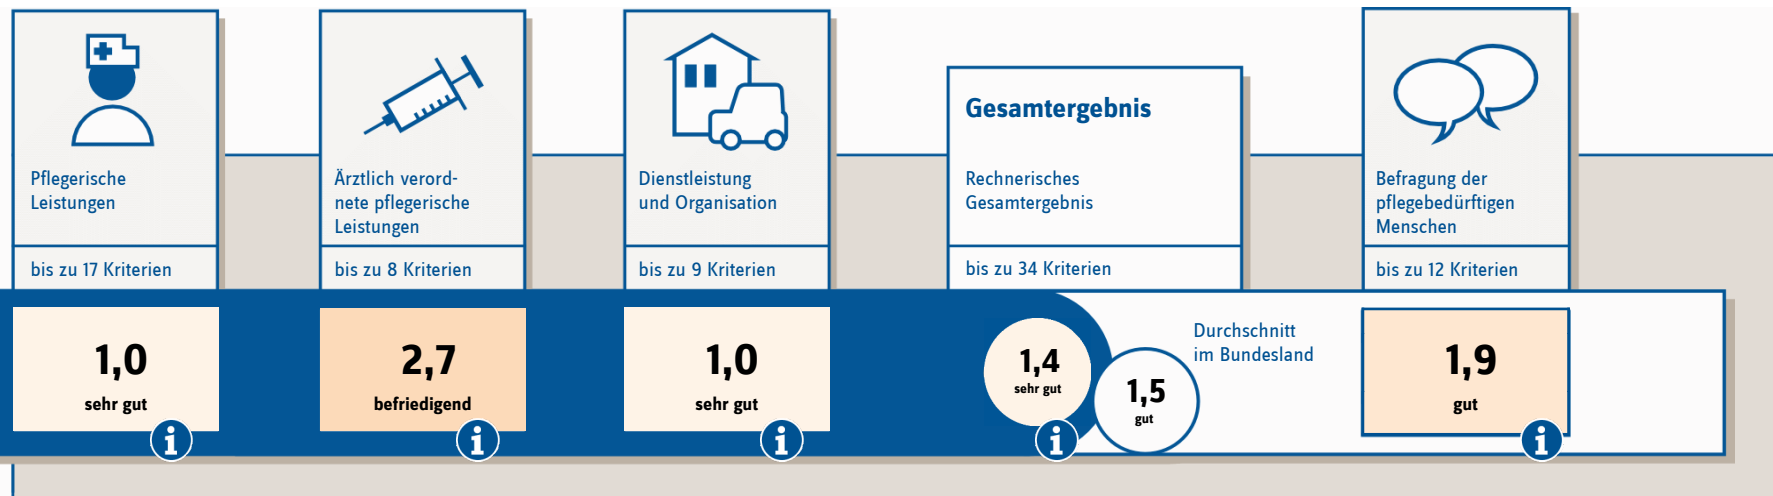 Pflegerische
Leistungen
bis zu 17 Kriterien
1,0
sehr gut
i
Ärztlich verord-
nete pflegerische
Leistungen
bis zu 8 Kriterien
2,7
befriedigend
i
Dienstleistung
und Organisation
bis zu 9 Kriterien
1,0
sehr gut
i
Gesamtergebnis
Rechnerisches
Gesamtergebnis
bis zu 34 Kriterien
1,4
sehr gut
i
1,5
gut
Durchschnitt
im Bundesland
Befragung der
pflegebedürftigen
Menschen
bis zu 12 Kriterien
1,9
gut
i